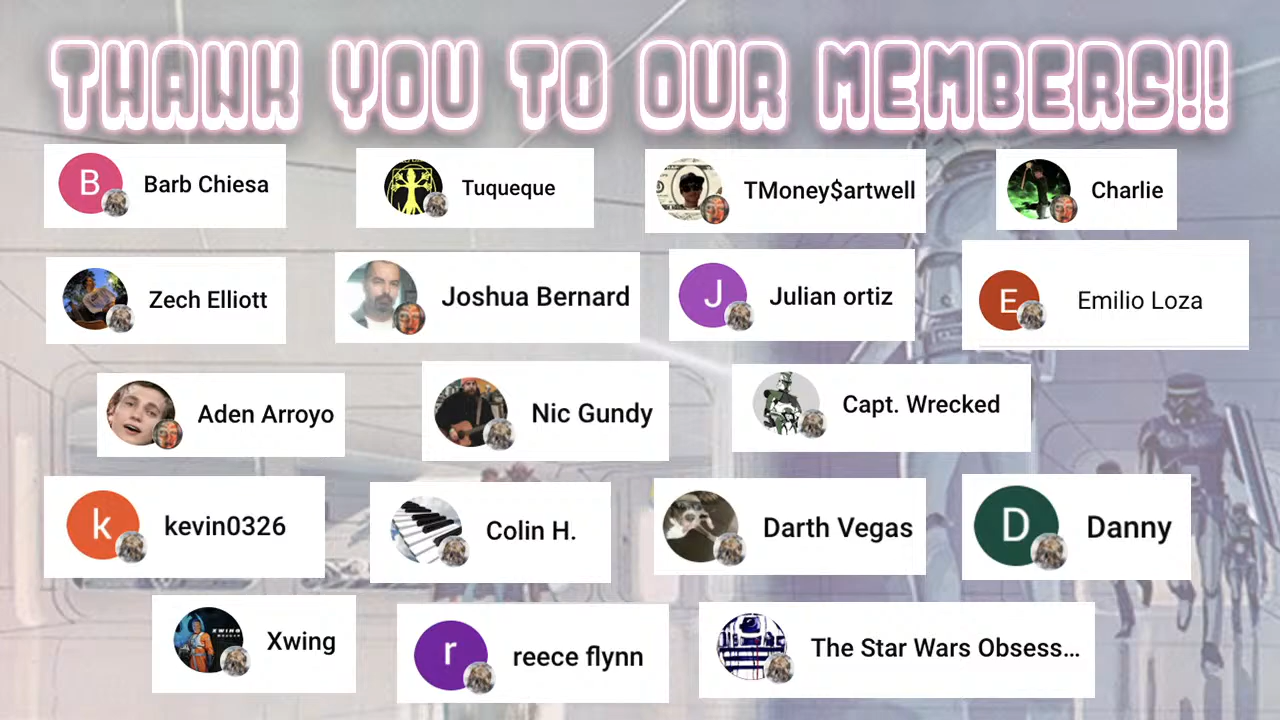 THANK YOU TO OUR MEMBERS!!
B Barb Chiesa
Tuqueque
TMoney$artwell
Charlie
Zech Elliott
Joshua Bernard
J Julian ortiz
E Emilio Loza
Aden Arroyo
Nic Gundy
Capt. Wrecked
k kevin0326
Colin H.
Darth Vegas
D Danny
XWING
Xwing
r reece flynn
The Star Wars Obsess...